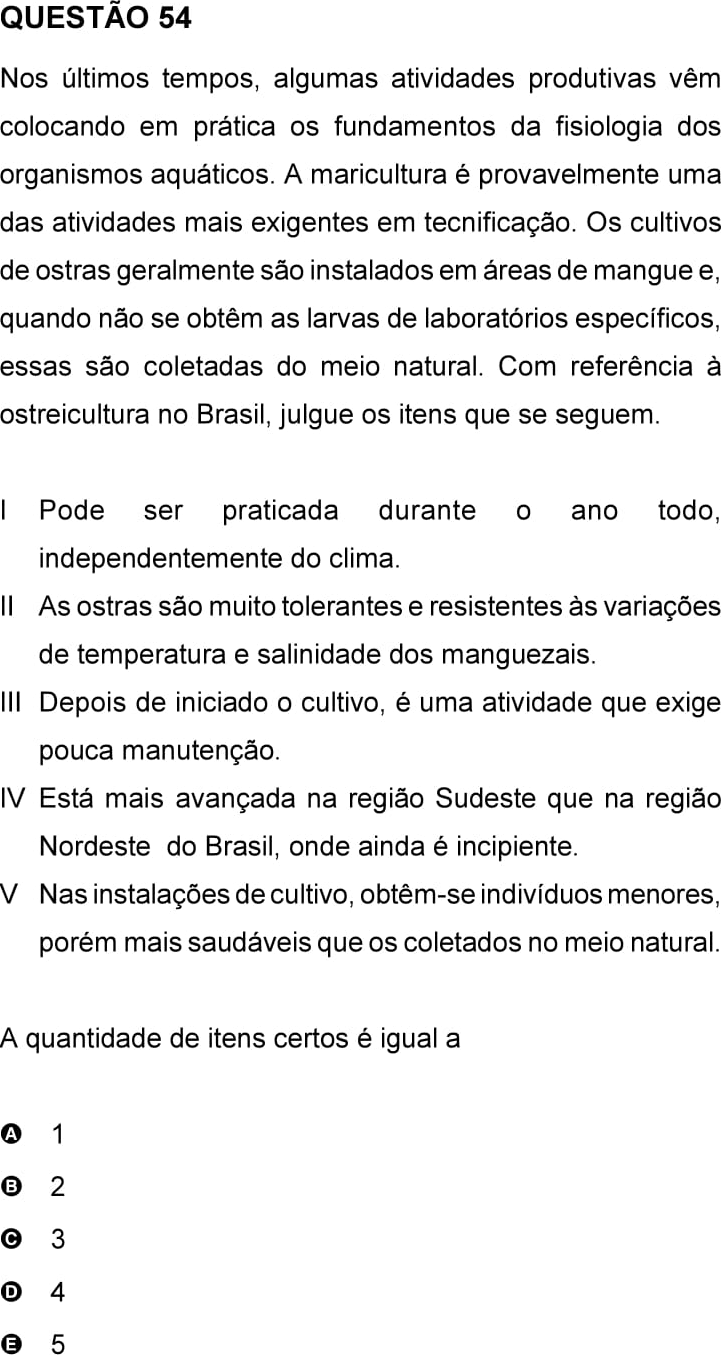 QUESTÃO 54
Nos últimos tempos, algumas atividades produtivas vêm
colocando em prática os fundamentos da fisiologia dos
organismos aquáticos. A maricultura é provavelmente uma
das atividades mais exigentes em tecnificação. Os cultivos
de ostras geralmente são instalados em áreas de mangue e,
quando não se obtêm as larvas de laboratórios específicos,
essas são coletadas do meio natural. Com referência à
ostreicultura no Brasil, julgue os itens que se seguem.
I Pode ser praticada durante o ano todo,
independentemente do clima.
II As ostras são muito tolerantes e resistentes às variações
de temperatura e salinidade dos manguezais.
III Depois de iniciado o cultivo, é uma atividade que exige
pouca manutenção.
IV Está mais avançada na região Sudeste que na região
Nordeste do Brasil, onde ainda é incipiente.
V Nas instalações de cultivo, obtêm-se indivíduos menores,
porém mais saudáveis que os coletados no meio natural.
A quantidade de itens certos é igual a
A 1
B 2
C 3
D 4
E 5